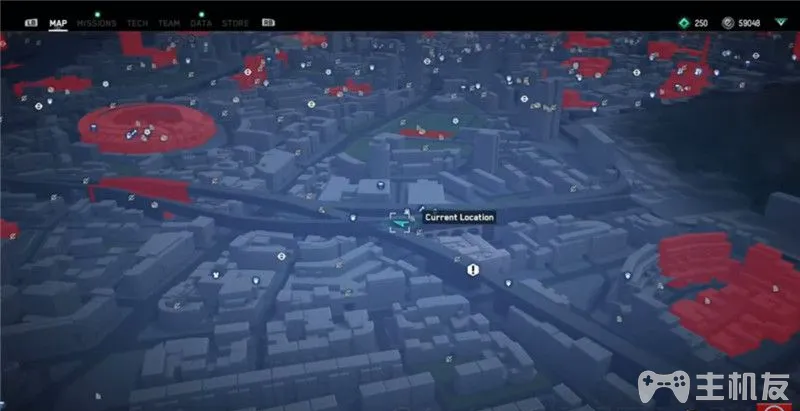 LB MAP MISSIONS TECH TEAM DATA STORE RB 250 59048
Current Location
主机友